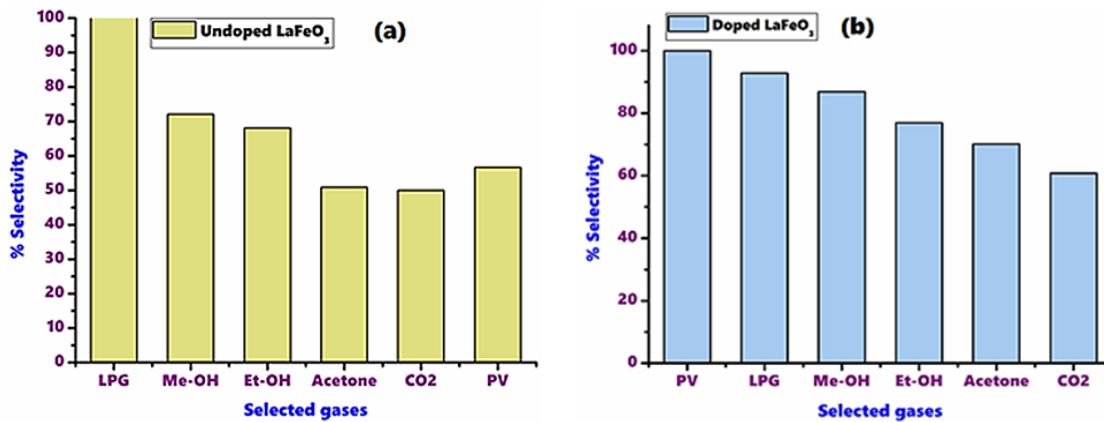 Undoped LaFeO3
(a)
100
90
80
70
60
50
40
30
20
10
0
% Selectivity
LPG Me-OH Et-OH Acetone CO2 PV
Selected gases
Doped LaFeO3
(b)
100
80
60
40
20
0
% Selectivity
PV LPG Me-OH Et-OH Acetone CO2
Selected gases